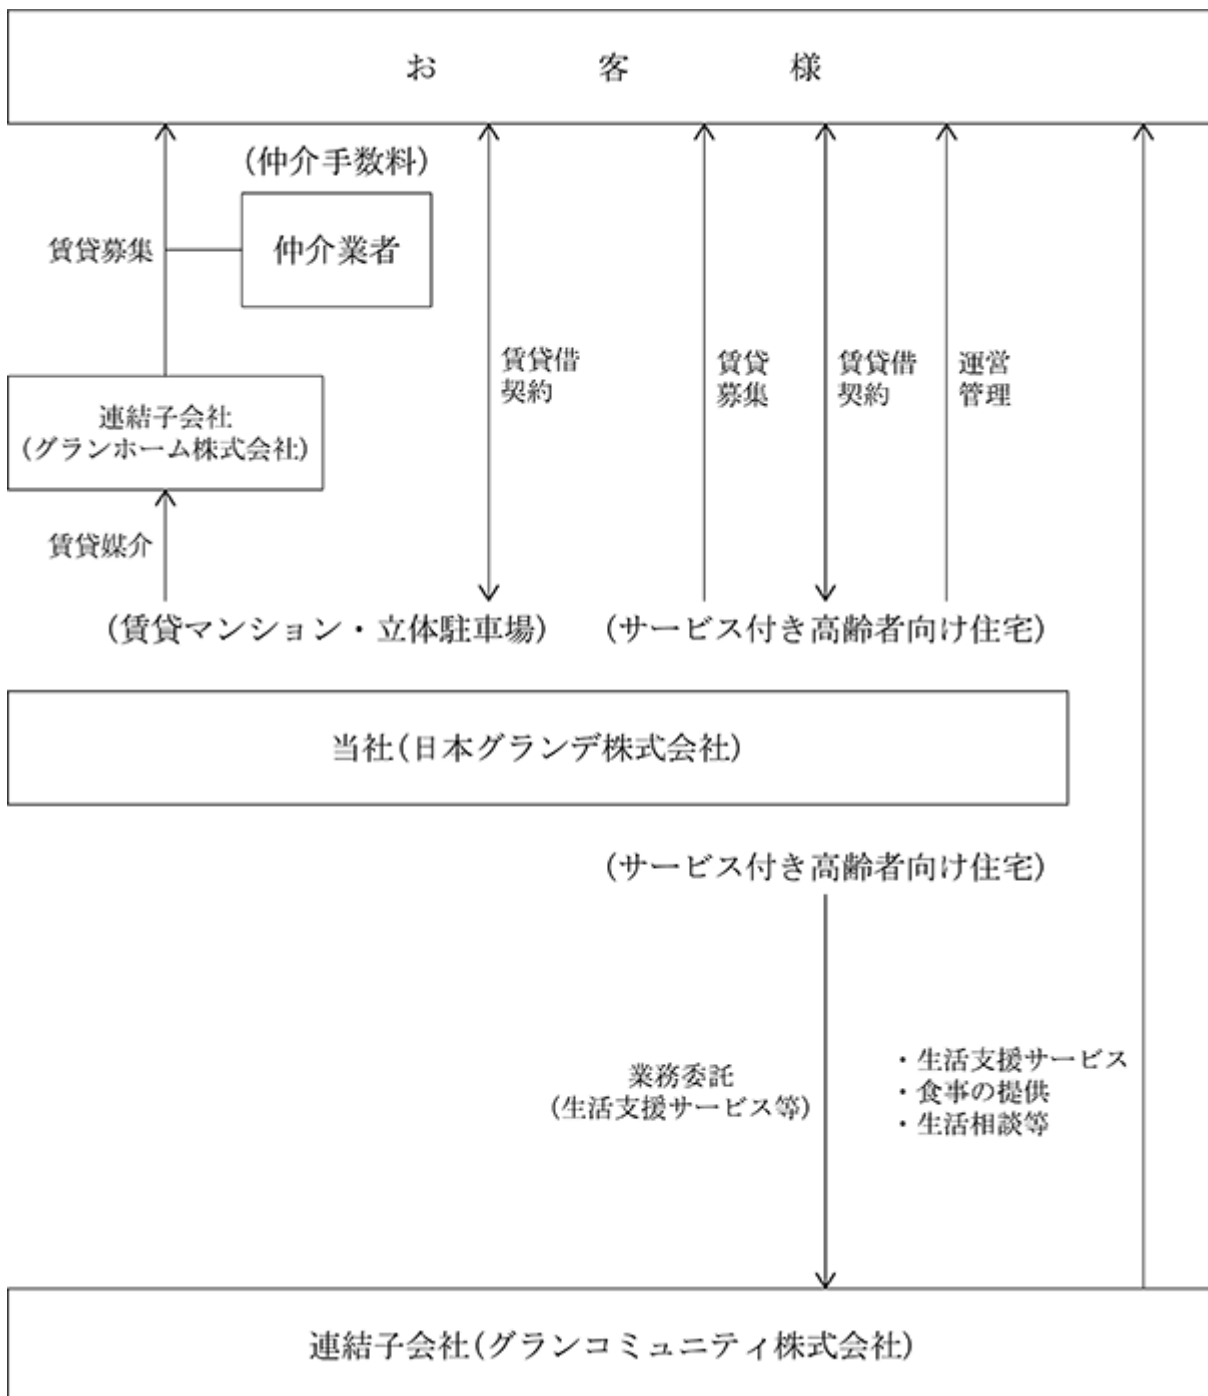 お客様
(仲介手数料)
仲介業者
賃貸募集
連結子会社
(グランホーム株式会社)
賃貸媒介
賃貸借
契約
賃貸
募集
賃貸借
契約
運営
管理
(賃貸マンション・立体駐車場)
(サービス付き高齢者向け住宅)
当社(日本グランデ株式会社)
(サービス付き高齢者向け住宅)
業務委託
(生活支援サービス等)
・生活支援サービス
・食事の提供
・生活相談等
連結子会社(グランコミュニティ株式会社)